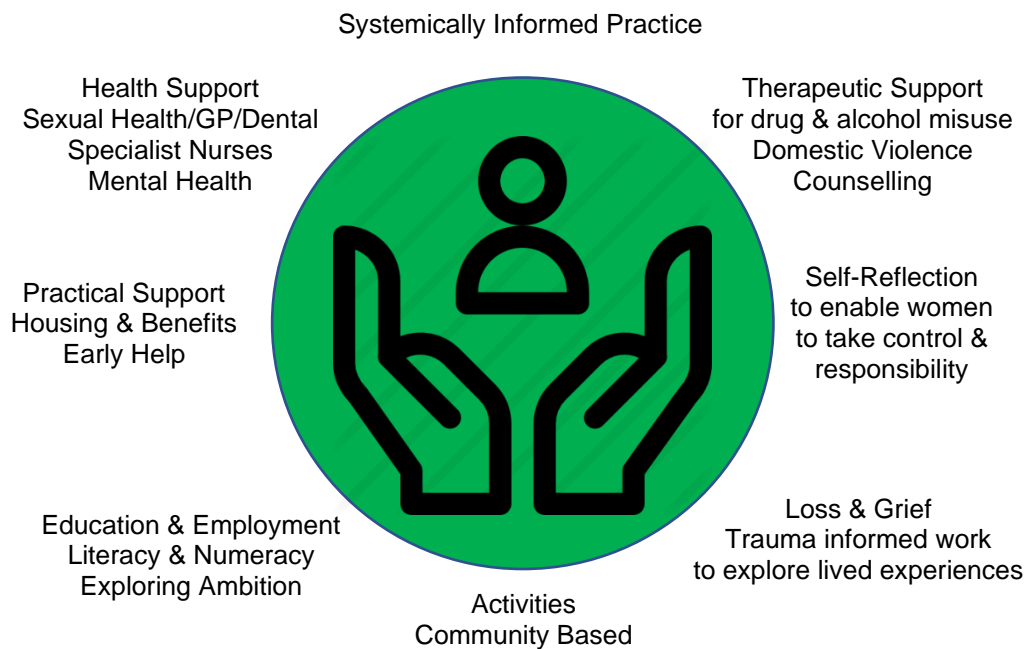 Systemically Informed Practice
Health Support
Sexual Health/GP/Dental
Specialist Nurses
Mental Health
Therapeutic Support
for drug & alcohol misuse
Domestic Violence
Counselling
Practical Support
Housing & Benefits
Early Help
Self-Reflection
to enable women
to take control &
responsibility
Education & Employment
Literacy & Numeracy
Exploring Ambition
Loss & Grief
Trauma informed work
to explore lived experiences
Activities
Community Based